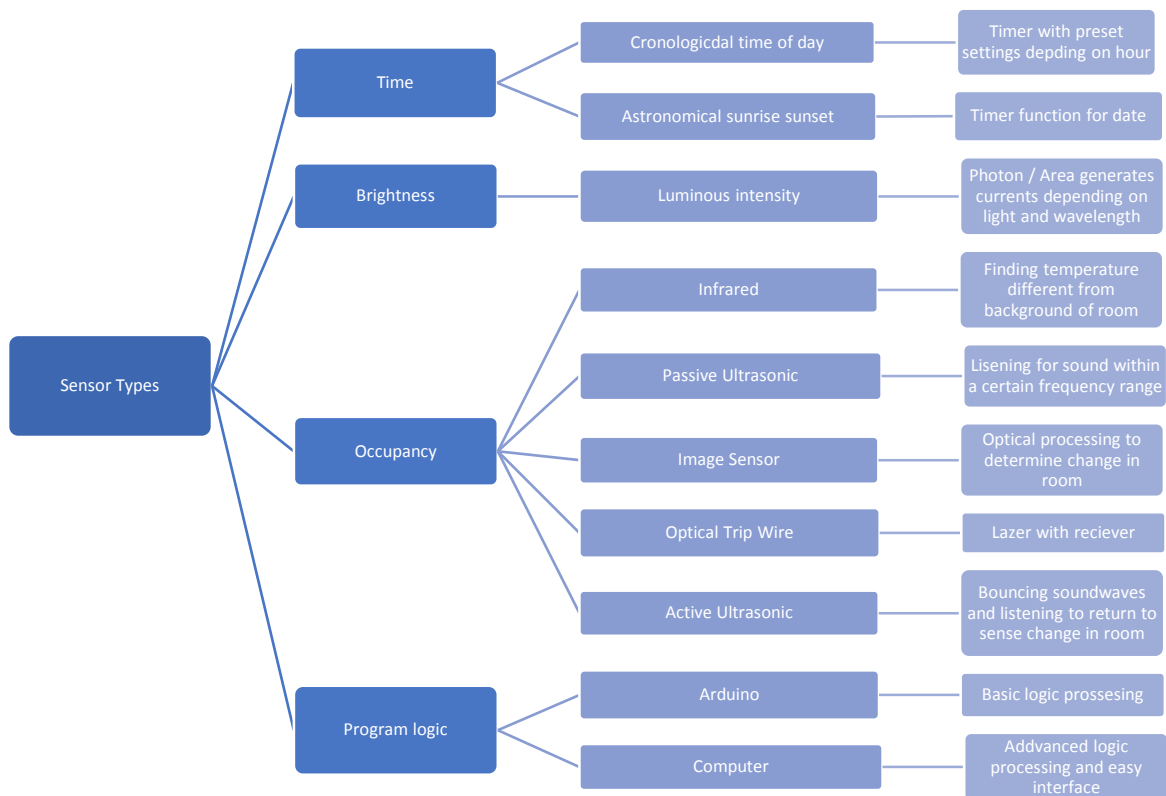 Sensor Types
Time
Cronologicdal time of day
Timer with preset
settings depding on hour
Astronomical sunrise sunset
Timer function for date
Brightness
Luminous intensity
Photon / Area generates
currents depending on
light and wavelength
Occupancy
Infrared
Finding temperature
different from
background of room
Passive Ultrasonic
Lisening for sound within
a certain frequency range
Image Sensor
Optical processing to
determine change in
room
Optical Trip Wire
Lazer with reciever
Active Ultrasonic
Bouncing soundwaves
and listening to return to
sense change in room
Program logic
Arduino
Basic logic prossesing
Computer
Addvanced logic
processing and easy
interface